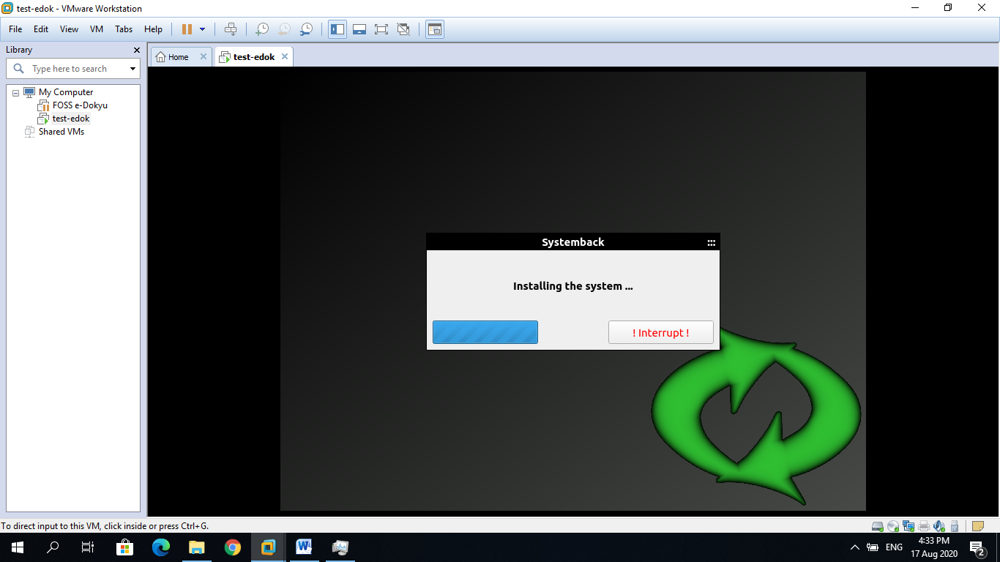 test-edok - VMware Workstation
File Edit View VM Tabs Help
Library
Home
test-edok
Type here to search
My Computer
FOSS e-Dokyu
test-edok
Shared VMs
Systemback
Installing the system ...
! Interrupt !
To direct input to this VM, click inside or press Ctrl+G.
ENG
4:33 PM
17 Aug 2020
2